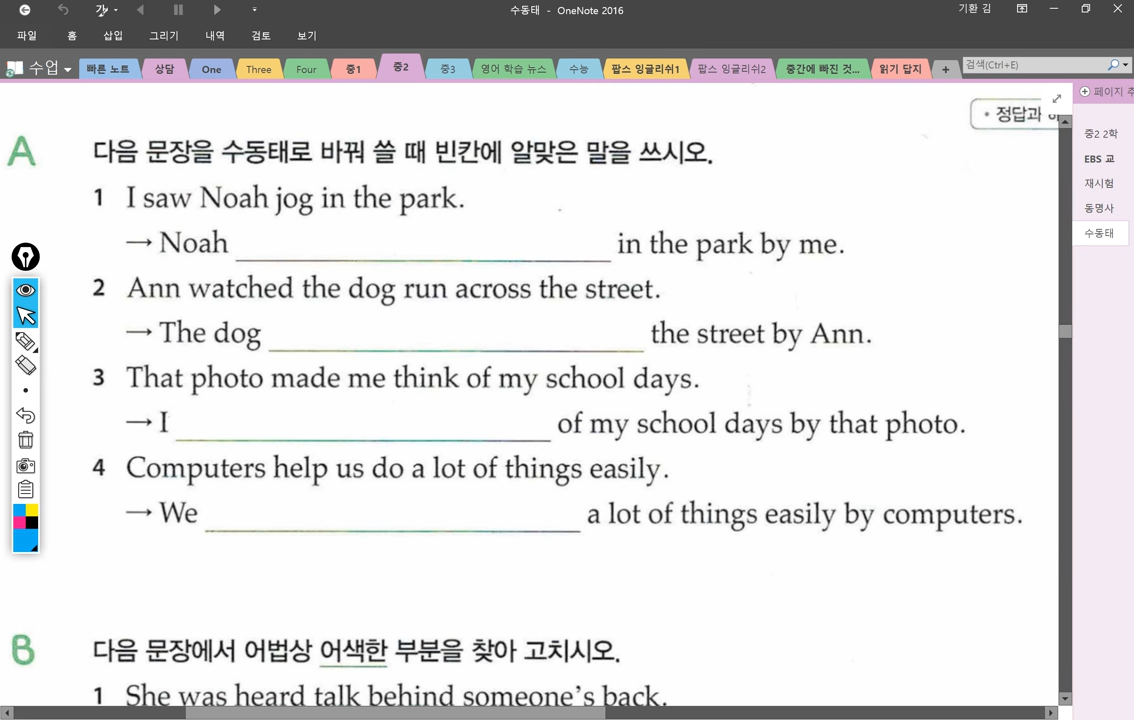 수동태 - OneNote 2016
기환 김
파일 홈 삽입 그리기 내역 검토 보기
수업 빠른 노트 상담 One Three Four 중1 중2 중3 영어 학습 뉴스 수능 팝스 잉글리쉬1 팝스 잉글리쉬2 중간에 빠진 것... 읽기 답지 + 검색(Ctrl+E)
페이지 추
• 정답과 하
중2 2학
EBS 교
재시험
동명사
수동태
A 다음 문장을 수동태로 바꿔 쓸 때 빈칸에 알맞은 말을 쓰시오.
1 I saw Noah jog in the park.
→ Noah ____ in the park by me.
2 Ann watched the dog run across the street.
→ The dog ____ the street by Ann.
3 That photo made me think of my school days.
→ I ____ of my school days by that photo.
4 Computers help us do a lot of things easily.
→ We ____ a lot of things easily by computers.
B 다음 문장에서 어법상 어색한 부분을 찾아 고치시오.
1 She was heard talk behind someone's back.